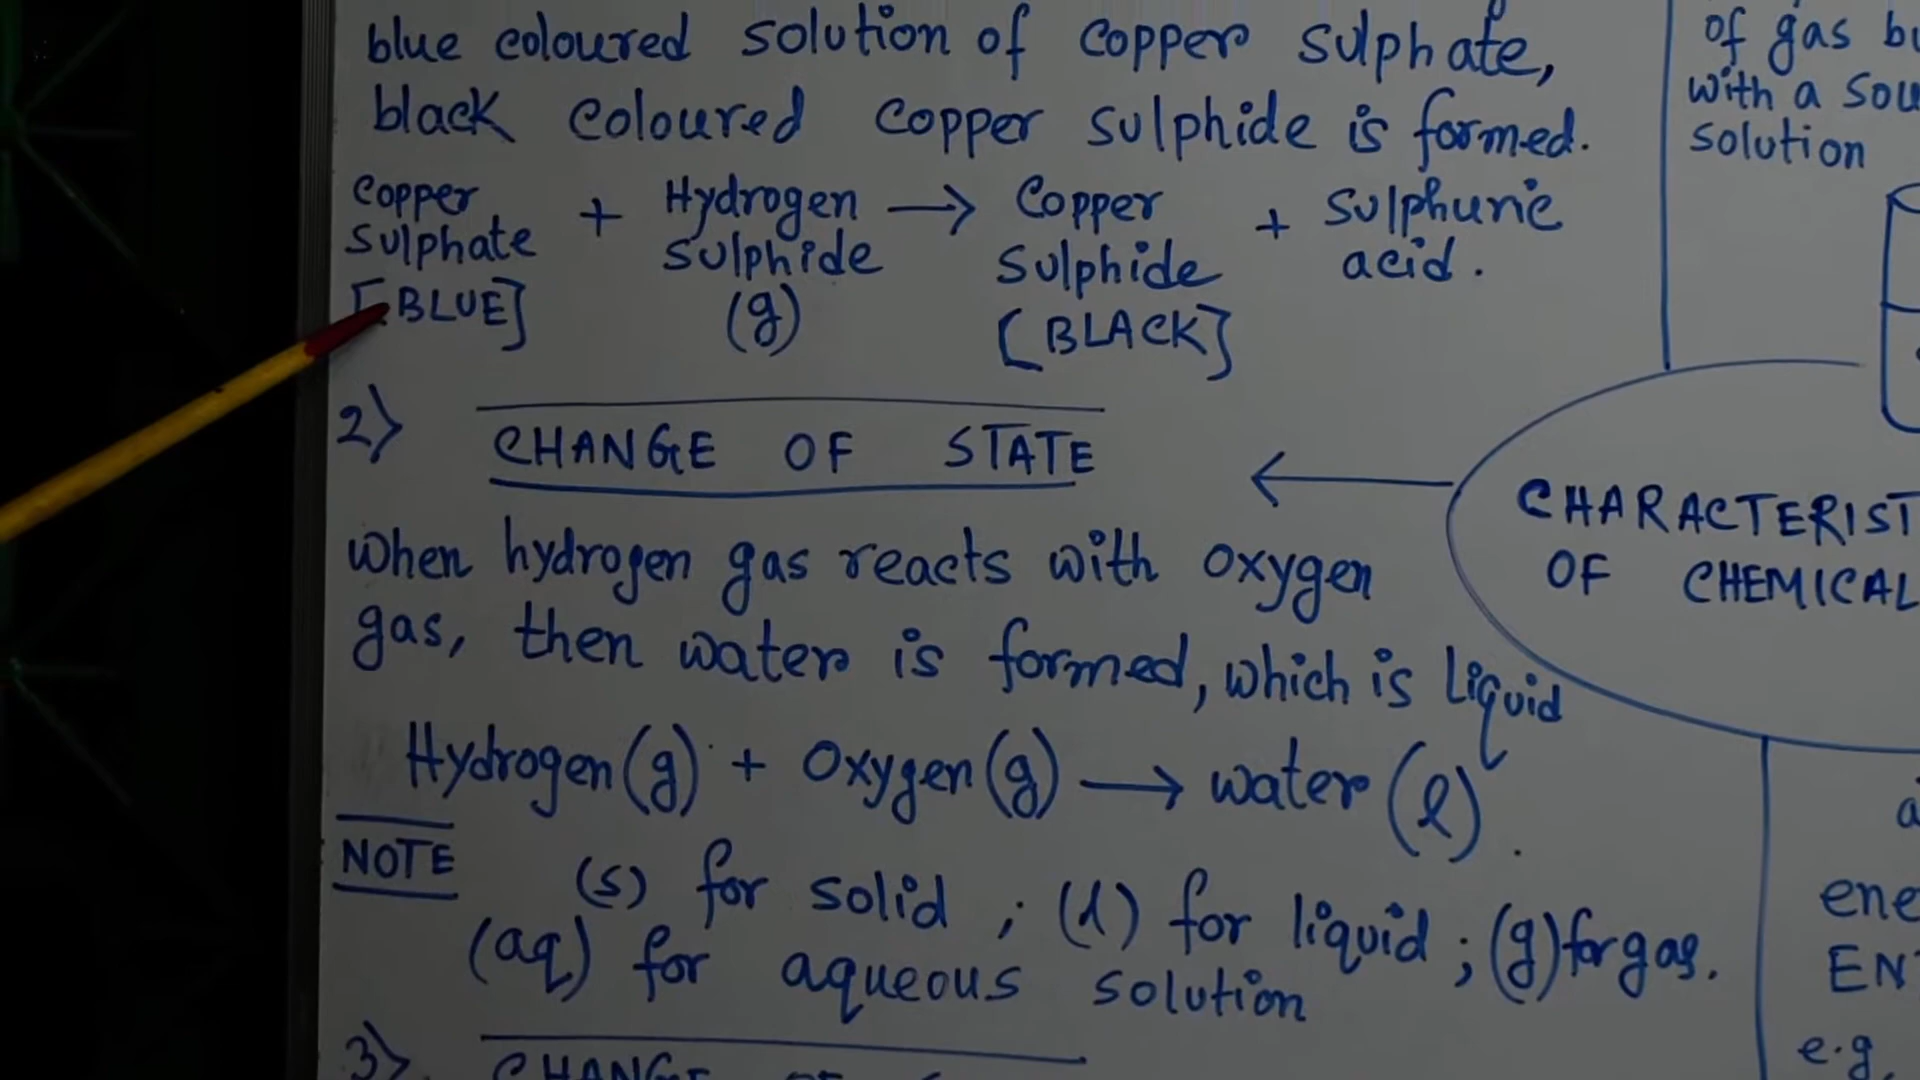 blue coloured solution of copper sulphate,
black coloured copper sulphide is formed.
Copper sulphate + Hydrogen sulphide → Copper sulphide + Sulphuric acid.
[BLUE] (g) [BLACK]
2) CHANGE OF STATE
When hydrogen gas reacts with oxygen
gas, then water is formed, which is liquid
Hydrogen(g) + Oxygen(g) → water (l).
NOTE
(s) for solid ; (l) for liquid ; (g) for gas.
(aq) for aqueous solution
3) CHANGE OF
of gas
with a
solution
CHARACTERIST
OF CHEMICAL
ene
EN
e.g.